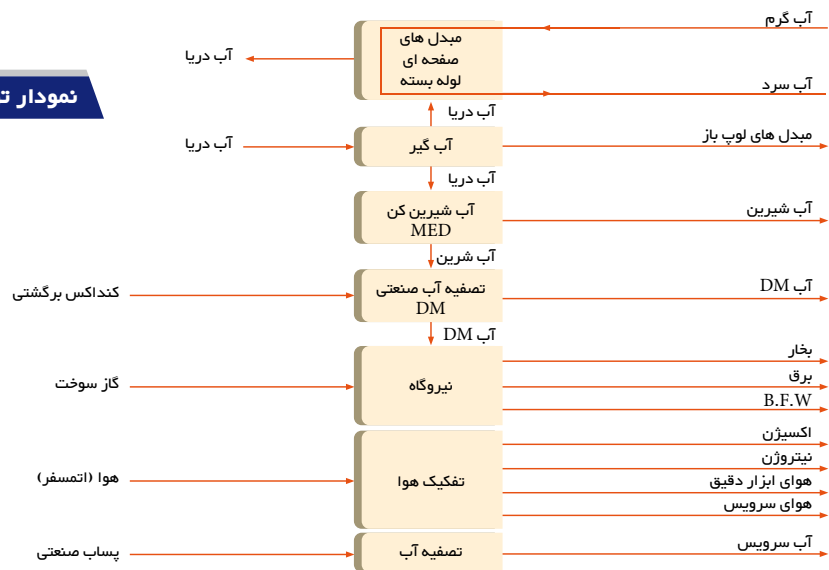 آب گرم
مبدل های
صفحه ای
لوله بسته
آب دریا
آب سرد
نمودار
آب دریا
مبدل های لوپ باز
آب گیر
آب دریا
آب دریا
آب شیرین
آب شیرین کن
MED
آب شرین
آب DM
تصفیه آب صنعتی
DM
کنداکس برگشتی
آب DM
بخار
برق
B.F.W
نیروگاه
گاز سوخت
اکسیژن
نیتروژن
هوای ابزار دقیق
هوای سرویس
تفکیک هوا
هوا (اتمسفر)
آب سرویس
تصفیه آب
پساب صنعتی